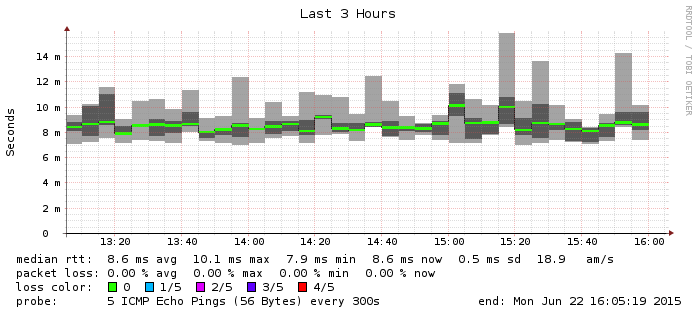 Last 3 Hours
RRDTOOL / TOBI OETIKER
Seconds
14 m
12 m
10 m
8 m
6 m
4 m
2 m
0
13:20 13:40 14:00 14:20 14:40 15:00 15:20 15:40 16:00
median rtt: 8.6 ms avg 10.1 ms max 7.9 ms min 8.6 ms now 0.5 ms sd 18.9 am/s
packet loss: 0.00 % avg 0.00 % max 0.00 % min 0.00 % now
loss color: 0 1/5 2/5 3/5 4/5
probe: 5 ICMP Echo Pings (56 Bytes) every 300s end: Mon Jun 22 16:05:19 2015